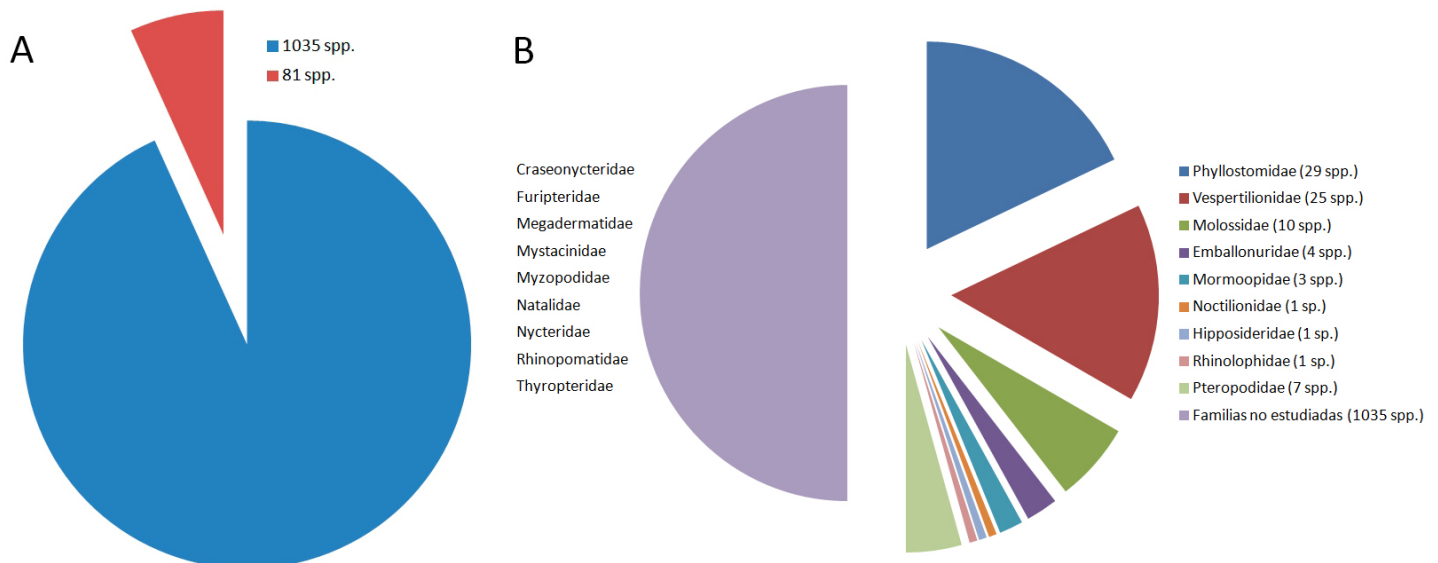 A
1035 spp.
81 spp.
B
Craseonycteridae
Furipteridae
Megadermatidae
Mystacinidae
Myzopodidae
Natalidae
Nycteridae
Rhinopomatidae
Thyropteridae
Phyllostomidae (29 spp.)
Vespertilionidae (25 spp.)
Molossidae (10 spp.)
Emballonuridae (4 spp.)
Mormoopidae (3 spp.)
Noctilionidae (1 sp.)
Hipposideridae (1 sp.)
Rhinolophidae (1 sp.)
Pteropodidae (7 spp.)
Familias no estudiadas (1035 spp.)